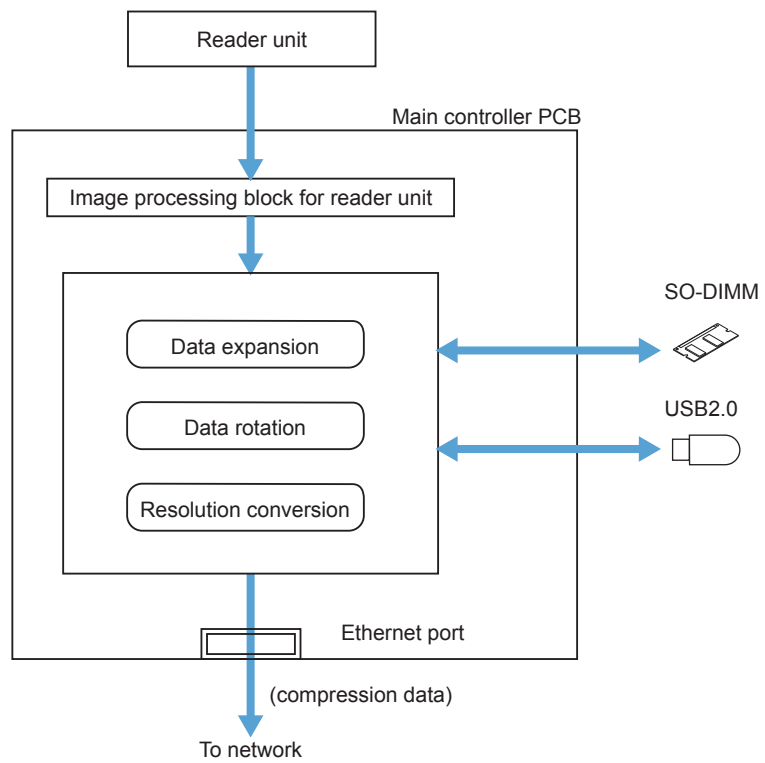 Reader unit
Main controller PCB
Image processing block for reader unit
SO-DIMM
Data expansion
USB2.0
Data rotation
Resolution conversion
Ethernet port
(compression data)
To network